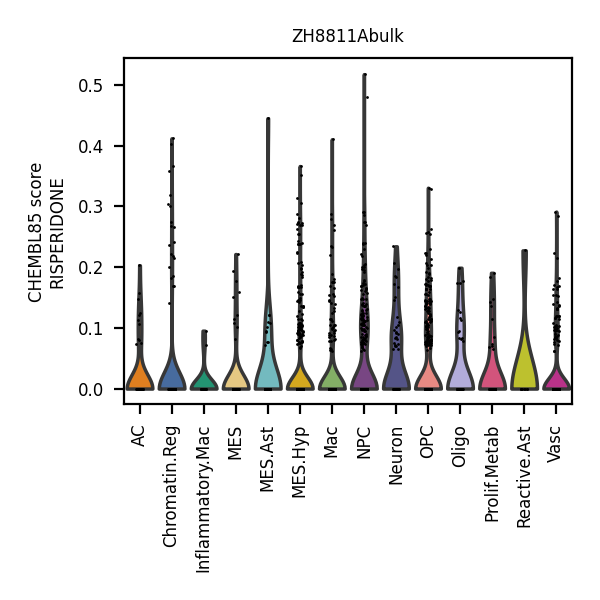 ZH8811Abulk
CHEMBL85 score
RISPERIDONE
0.5
0.4
0.3
0.2
0.1
0.0
AC
Chromatin.Reg
Inflammatory.Mac
MES
MES.Ast
MES.Hyp
Mac
NPC
Neuron
OPC
Oligo
Prolif.Metab
Reactive.Ast
Vasc